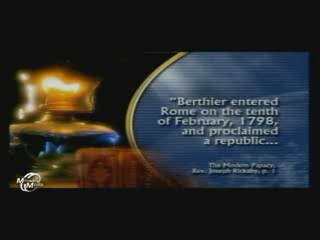 "Berthier entered
Rome on the tenth
of February, 1798,
and proclaimed
a republic...
The Modern Papacy,
Rev. Joseph Rickaby, p. 1